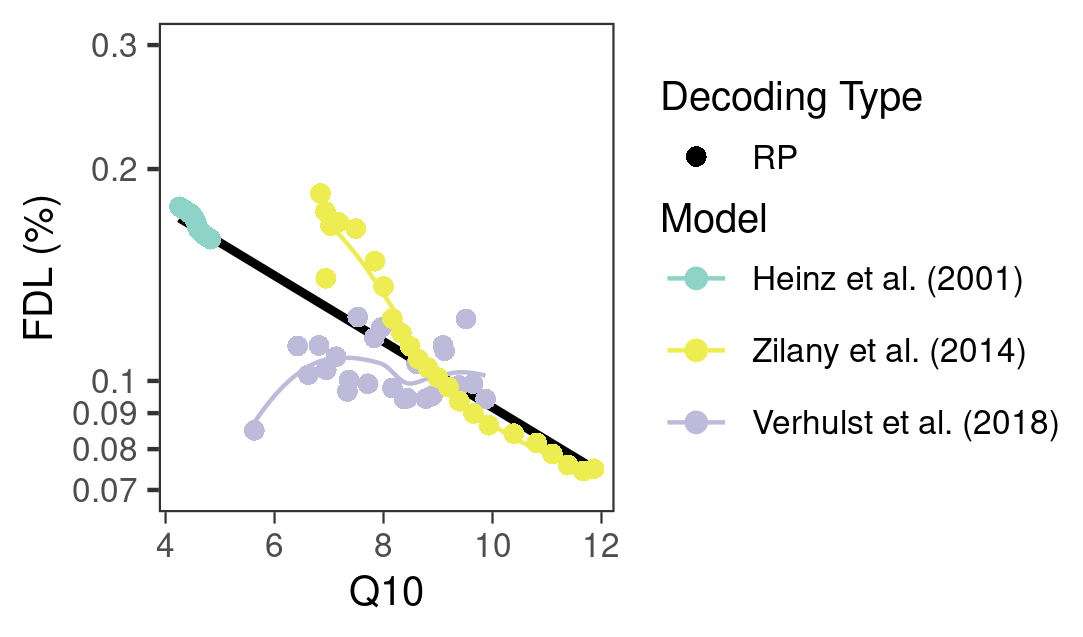 0.3
0.2
0.1
0.09
0.08
0.07
FDL (%)
4 6 8 10 12
Q10
Decoding Type
RP
Model
Heinz et al. (2001)
Zilany et al. (2014)
Verhulst et al. (2018)